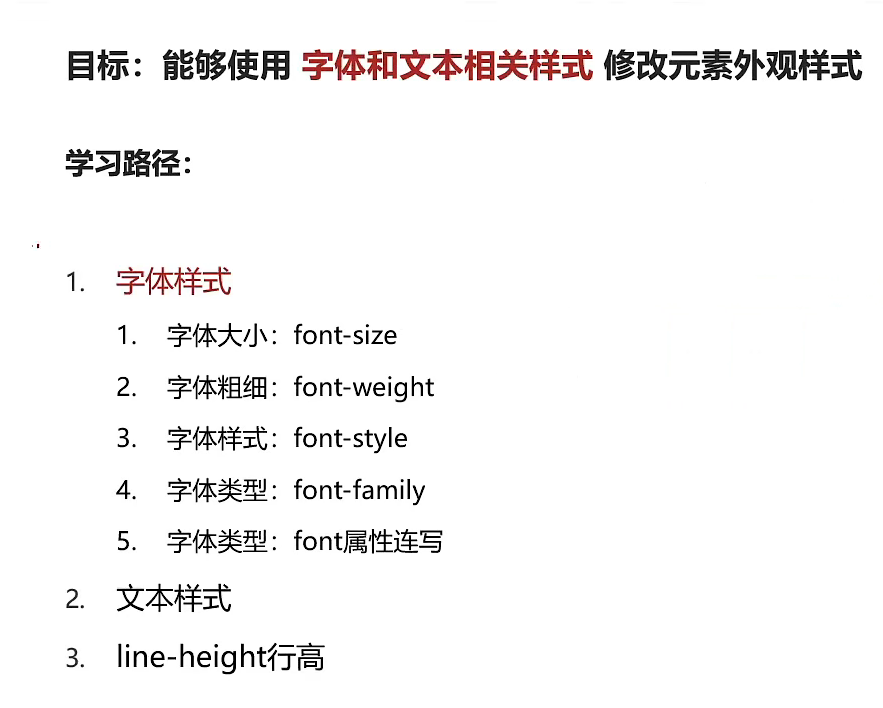 目标：能够使用 字体和文本相关样式 修改元素外观样式
学习路径：
1. 字体样式
1. 字体大小：font-size
2. 字体粗细：font-weight
3. 字体样式：font-style
4. 字体类型：font-family
5. 字体类型：font属性连写
2. 文本样式
3. line-height行高